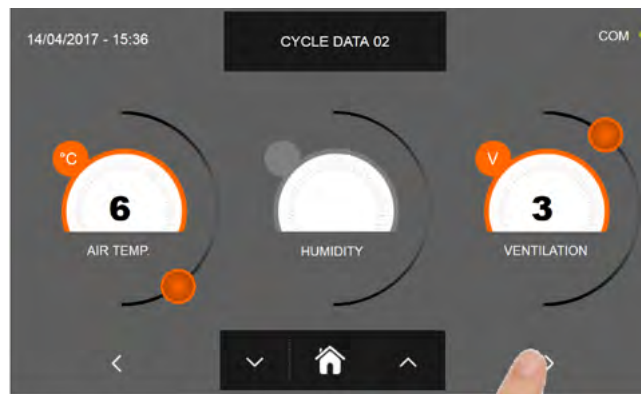 14/04/2017 - 15:36
CYCLE DATA 02
COM
°C
V
6
3
AIR TEMP.
HUMIDITY
VENTILATION